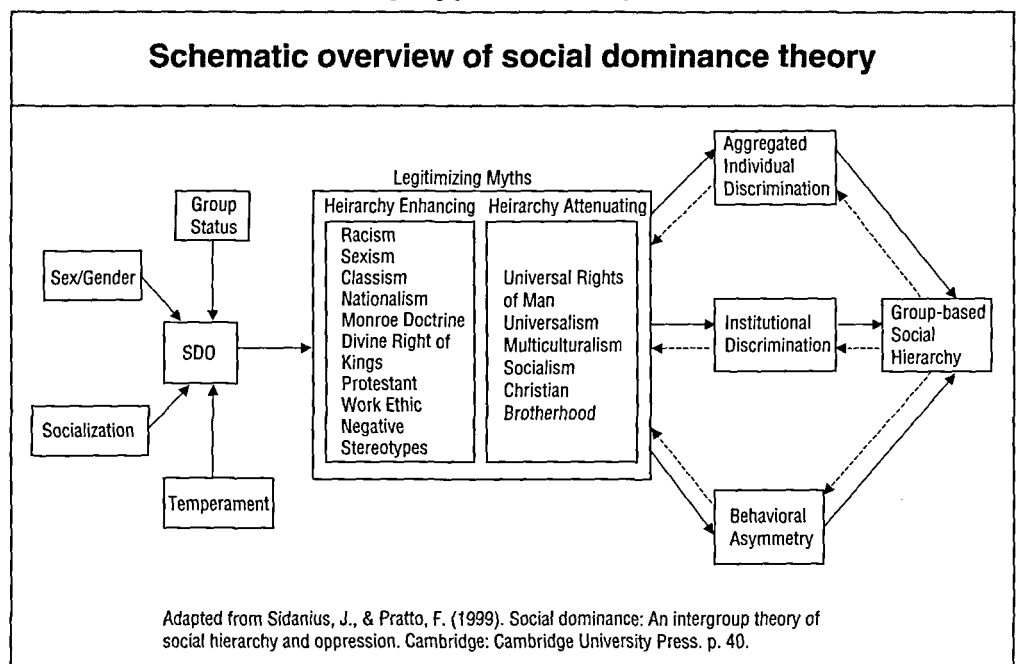 Schematic overview of social dominance theory
Legitimizing Myths
Heirarchy Enhancing
Racism
Sexism
Classism
Nationalism
Monroe Doctrine
Divine Right of
Kings
Protestant
Work Ethic
Negative
Stereotypes
Heirarchy Attenuating
Universal Rights
of Man
Universalism
Multiculturalism
Socialism
Christian
Brotherhood
Group
Status
Sex/Gender
SDO
Socialization
Temperament
Aggregated
Individual
Discrimination
Institutional
Discrimination
Group-based
Social
Hierarchy
Behavioral
Asymmetry
Adapted from Sidanius, J., & Pratto, F. (1999). Social dominance: An intergroup theory of
social hierarchy and oppression. Cambridge: Cambridge University Press. p. 40.